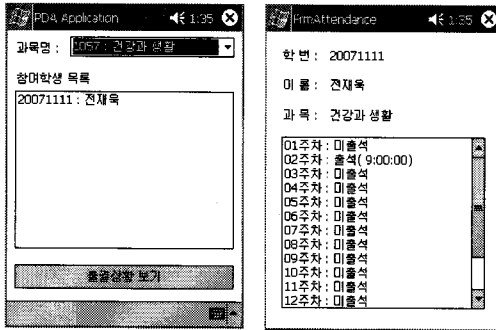 PDA Application 1:35
과목명 : 1057 : 건강과 생활
참여학생 목록
20071111 : 전재욱
출결상황 보기
FrmAttendance 1:35
학 번 : 20071111
이 름 : 전재욱
과 목 : 건강과 생활
01주차 : 미출석
02주차 : 출석( 9:00:00)
03주차 : 미출석
04주차 : 미출석
05주차 : 미출석
06주차 : 미출석
07주차 : 미출석
08주차 : 미출석
09주차 : 미출석
10주차 : 미출석
11주차 : 미출석
12주차 : 미출석